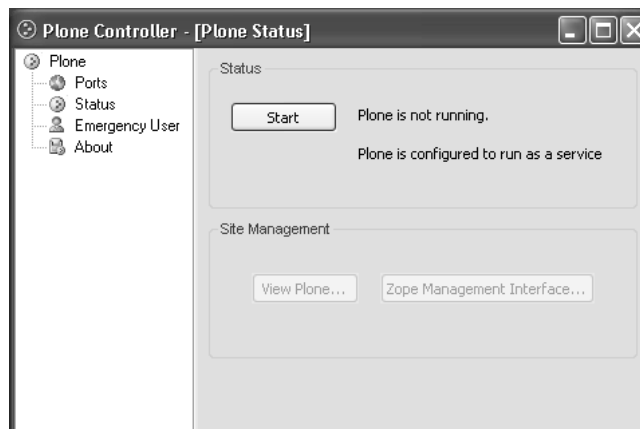 Plone Controller - [Plone Status]
Plone
Ports
Status
Emergency User
About
Status
Start
Plone is not running.
Plone is configured to run as a service
Site Management
View Plone...
Zope Management Interface...